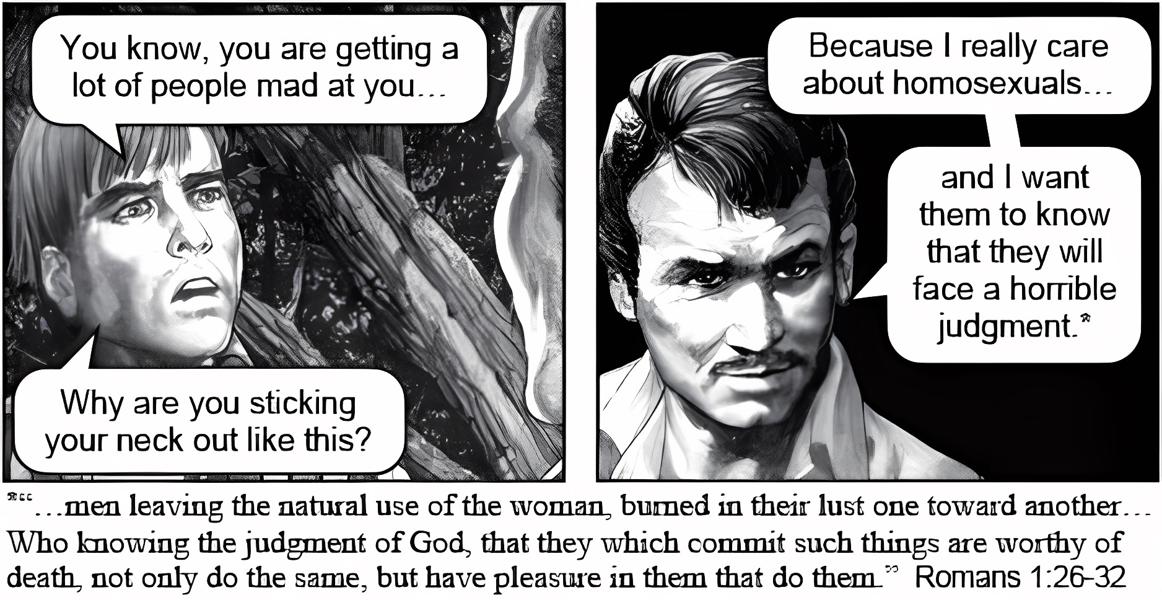 You know, you are getting a
lot of people mad at you...
Why are you sticking
your neck out like this?
Because I really care
about homosexuals...
and I want
them to know
that they will
face a horrible
judgment.*
*“...men leaving the natural use of the woman, burned in their lust one toward another...
Who knowing the judgment of God, that they which commit such things are worthy of
death, not only do the same, but have pleasure in them that do them.” Romans 1:26-32